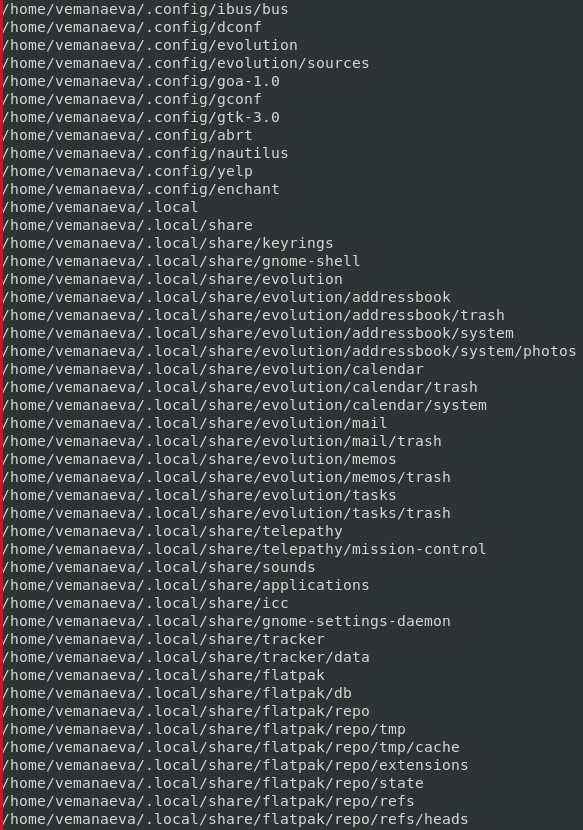 /home/vemanaeva/.config/ibus/bus
/home/vemanaeva/.config/dconf
/home/vemanaeva/.config/evolution
/home/vemanaeva/.config/evolution/sources
/home/vemanaeva/.config/goa-1.0
/home/vemanaeva/.config/gconf
/home/vemanaeva/.config/gtk-3.0
/home/vemanaeva/.config/abrt
/home/vemanaeva/.config/nautilus
/home/vemanaeva/.config/yelp
/home/vemanaeva/.config/enchant
/home/vemanaeva/.local
/home/vemanaeva/.local/share
/home/vemanaeva/.local/share/keyrings
/home/vemanaeva/.local/share/gnome-shell
/home/vemanaeva/.local/share/evolution
/home/vemanaeva/.local/share/evolution/addressbook
/home/vemanaeva/.local/share/evolution/addressbook/trash
/home/vemanaeva/.local/share/evolution/addressbook/system
/home/vemanaeva/.local/share/evolution/addressbook/system/photos
/home/vemanaeva/.local/share/evolution/calendar
/home/vemanaeva/.local/share/evolution/calendar/trash
/home/vemanaeva/.local/share/evolution/calendar/system
/home/vemanaeva/.local/share/evolution/mail
/home/vemanaeva/.local/share/evolution/mail/trash
/home/vemanaeva/.local/share/evolution/memos
/home/vemanaeva/.local/share/evolution/memos/trash
/home/vemanaeva/.local/share/evolution/tasks
/home/vemanaeva/.local/share/evolution/tasks/trash
/home/vemanaeva/.local/share/telepathy
/home/vemanaeva/.local/share/telepathy/mission-control
/home/vemanaeva/.local/share/sounds
/home/vemanaeva/.local/share/applications
/home/vemanaeva/.local/share/icc
/home/vemanaeva/.local/share/gnome-settings-daemon
/home/vemanaeva/.local/share/tracker
/home/vemanaeva/.local/share/tracker/data
/home/vemanaeva/.local/share/flatpak
/home/vemanaeva/.local/share/flatpak/db
/home/vemanaeva/.local/share/flatpak/repo
/home/vemanaeva/.local/share/flatpak/repo/tmp
/home/vemanaeva/.local/share/flatpak/repo/tmp/cache
/home/vemanaeva/.local/share/flatpak/repo/extensions
/home/vemanaeva/.local/share/flatpak/repo/state
/home/vemanaeva/.local/share/flatpak/repo/refs
/home/vemanaeva/.local/share/flatpak/repo/refs/heads